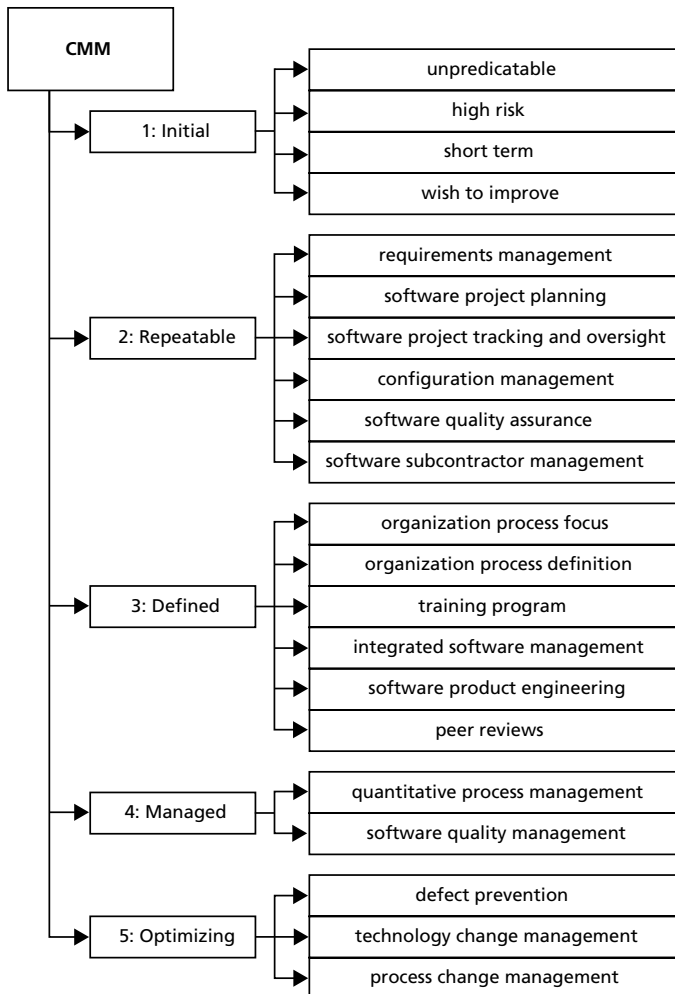 CMM
1: Initial
unpredicatable
high risk
short term
wish to improve
2: Repeatable
requirements management
software project planning
software project tracking and oversight
configuration management
software quality assurance
software subcontractor management
3: Defined
organization process focus
organization process definition
training program
integrated software management
software product engineering
peer reviews
4: Managed
quantitative process management
software quality management
5: Optimizing
defect prevention
technology change management
process change management